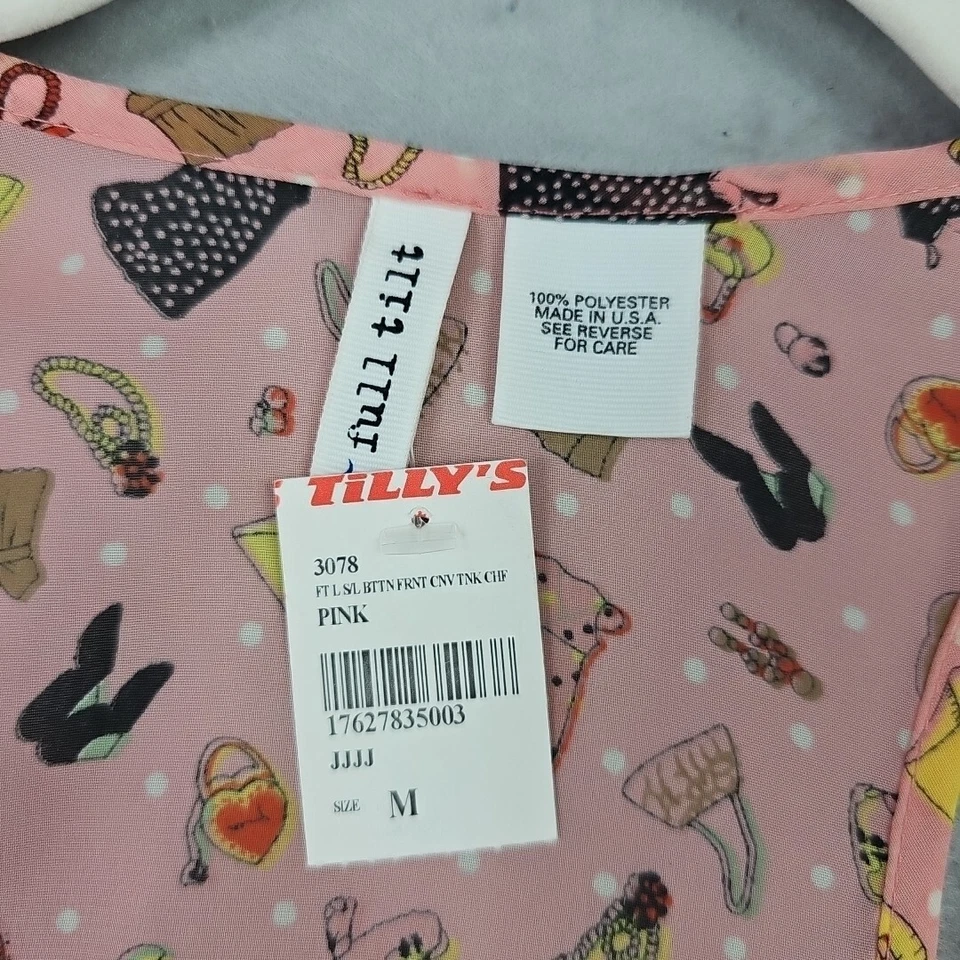 full tilt
100% POLYESTER
MADE IN U.S.A.
SEE REVERSE
FOR CARE
TiLLY'S
3078
FT L S/L BTTN FRNT CNV TNK CHF
PINK
17627835003
JJJJ
SIZE M